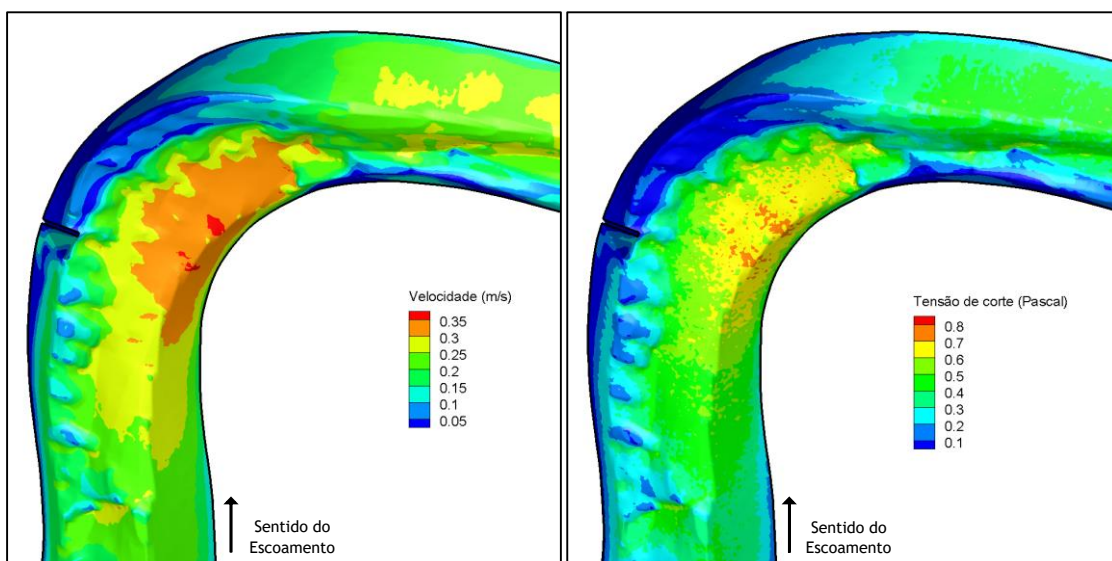 Velocidade (m/s)
0.35
0.3
0.25
0.2
0.15
0.1
0.05
Sentido do
Escoamento
Tensão de corte (Pascal)
0.8
0.7
0.6
0.5
0.4
0.3
0.2
0.1
Sentido do
Escoamento